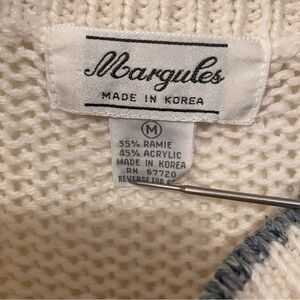 Margules
MADE IN KOREA
M
55% RAMIE
45% ACRYLIC
MADE IN KOREA
RN 67720
REVERSE FOR